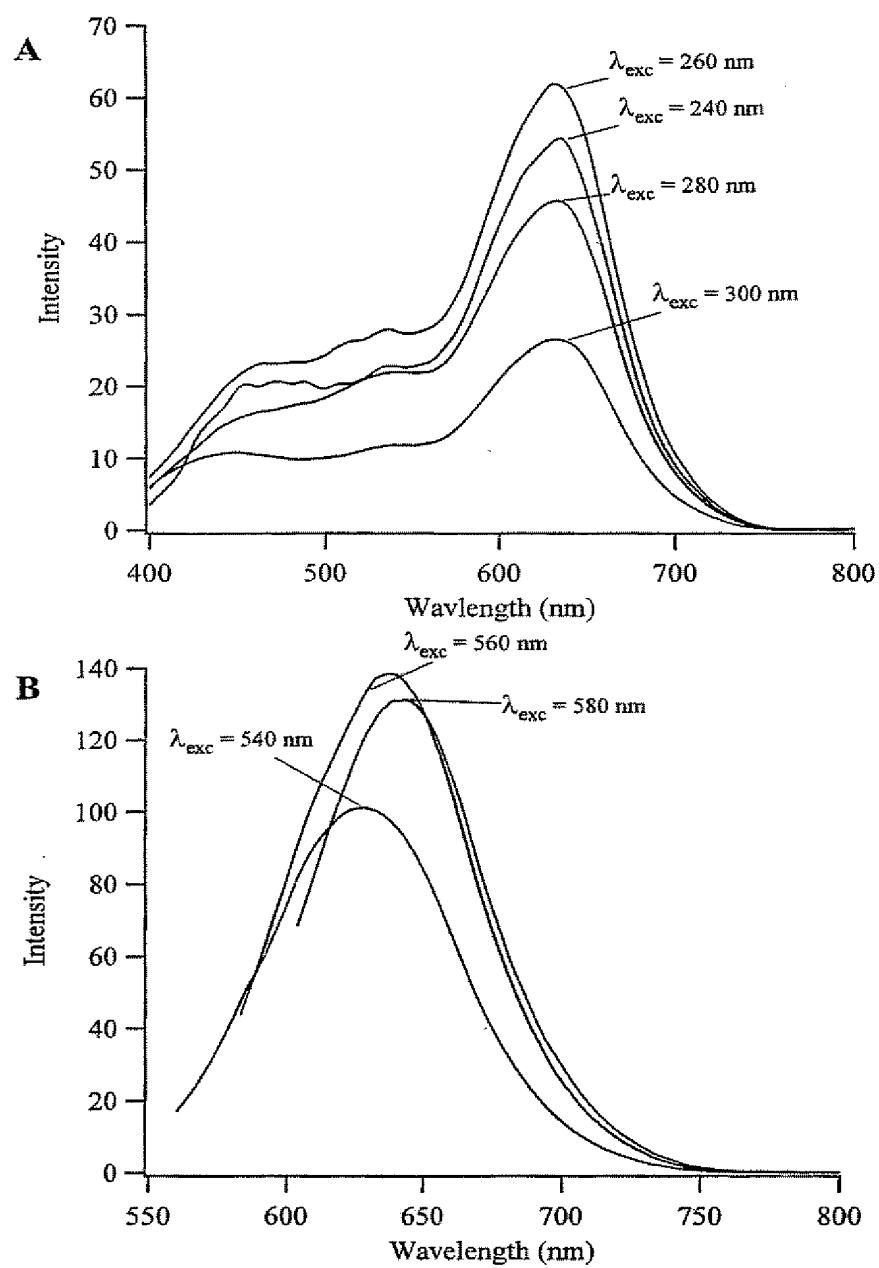 A
70
60
50
40
30
20
10
0
Intensity
λexc = 260 nm
λexc = 240 nm
λexc = 280 nm
λexc = 300 nm
400 500 600 700 800
Wavlength (nm)
B
140
120
100
80
60
40
20
0
Intensity
λexc = 560 nm
λexc = 580 nm
λexc = 540 nm
550 600 650 700 750 800
Wavelength (nm)